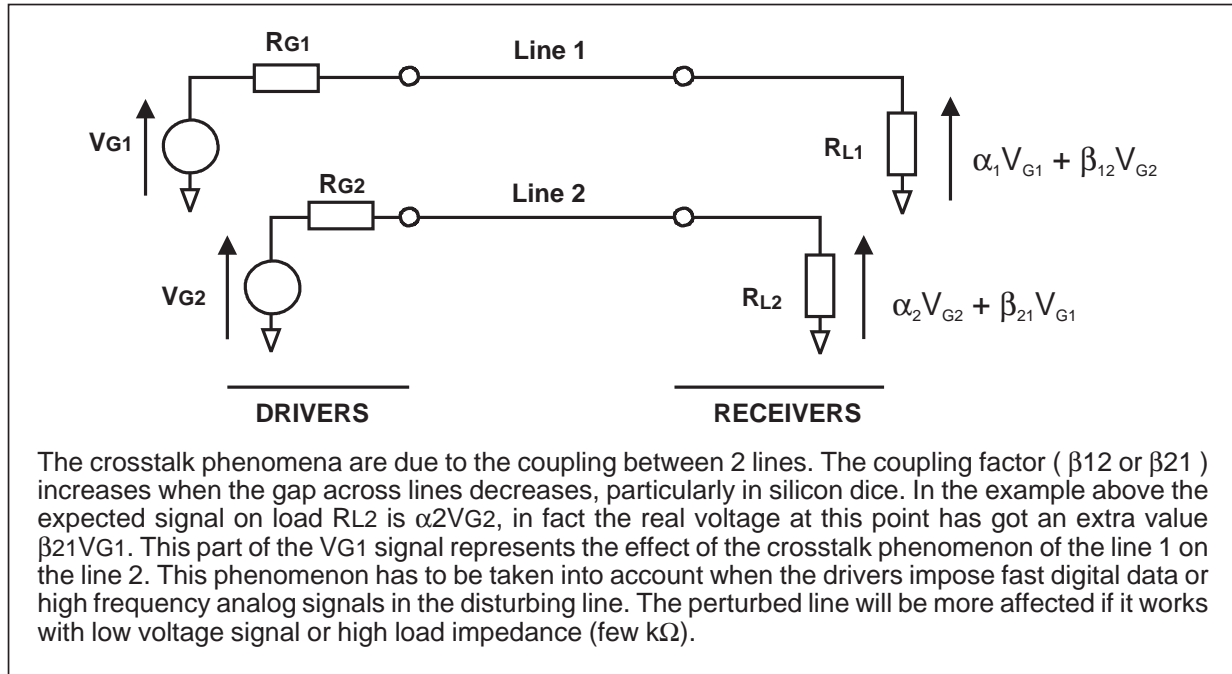 RG1
Line 1
VG1
RL1
α1VG1 + β12VG2
RG2
Line 2
VG2
RL2
α2VG2 + β21VG1
DRIVERS
RECEIVERS
The crosstalk phenomena are due to the coupling between 2 lines. The coupling factor ( β12 or β21 )
increases when the gap across lines decreases, particularly in silicon dice. In the example above the
expected signal on load RL2 is α2VG2, in fact the real voltage at this point has got an extra value
β21VG1. This part of the VG1 signal represents the effect of the crosstalk phenomenon of the line 1 on
the line 2. This phenomenon has to be taken into account when the drivers impose fast digital data or
high frequency analog signals in the disturbing line. The perturbed line will be more affected if it works
with low voltage signal or high load impedance (few kΩ).